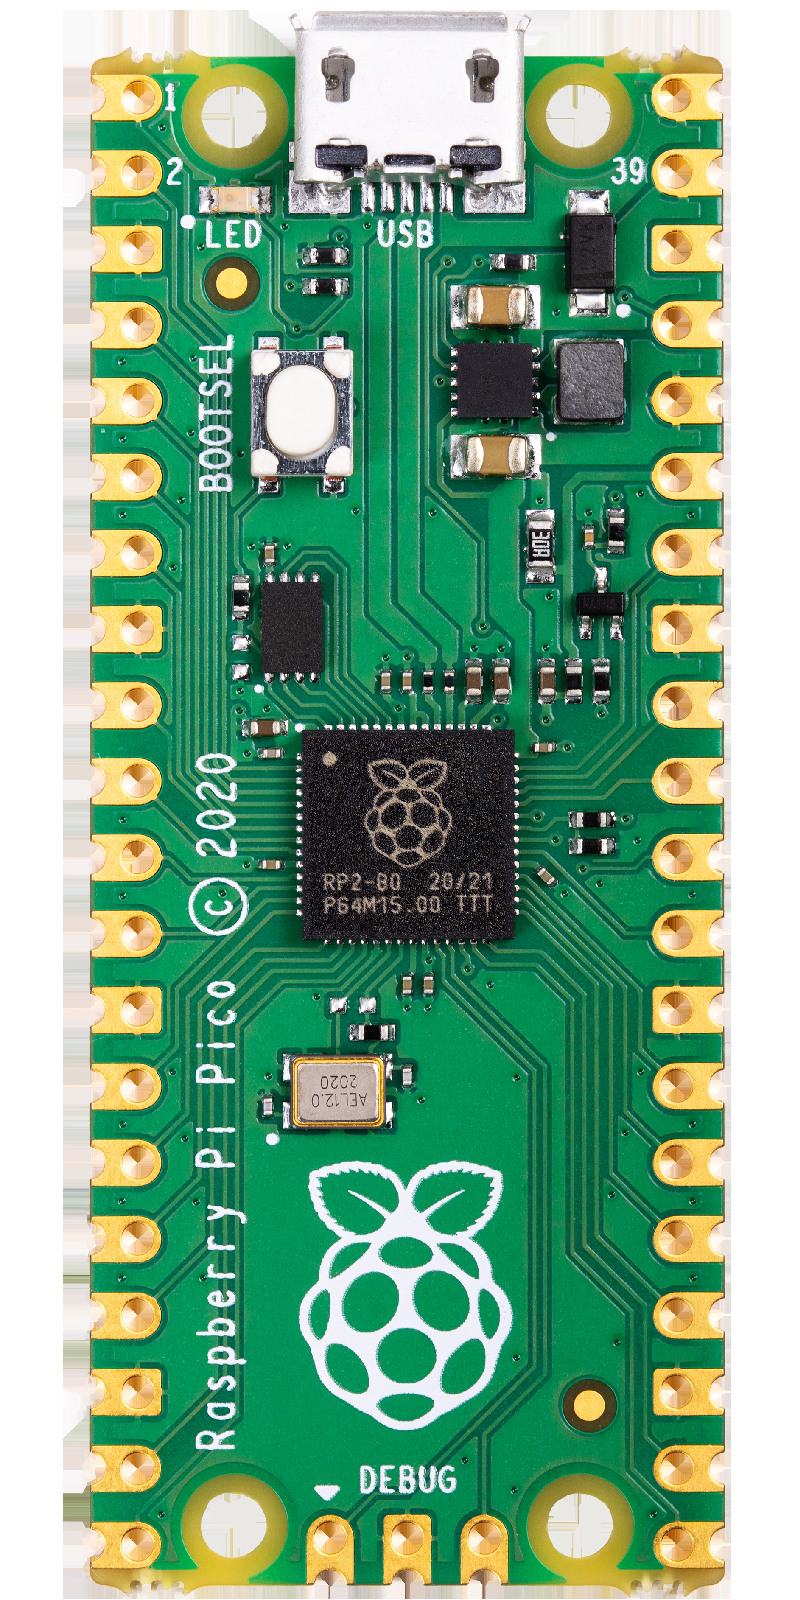 1
2
39
LED
USB
BOOTSEL
30R
RP2-B0 20/21
P64M15.00 TTT
AEL12.0
2020
Raspberry Pi Pico © 2020
DEBUG